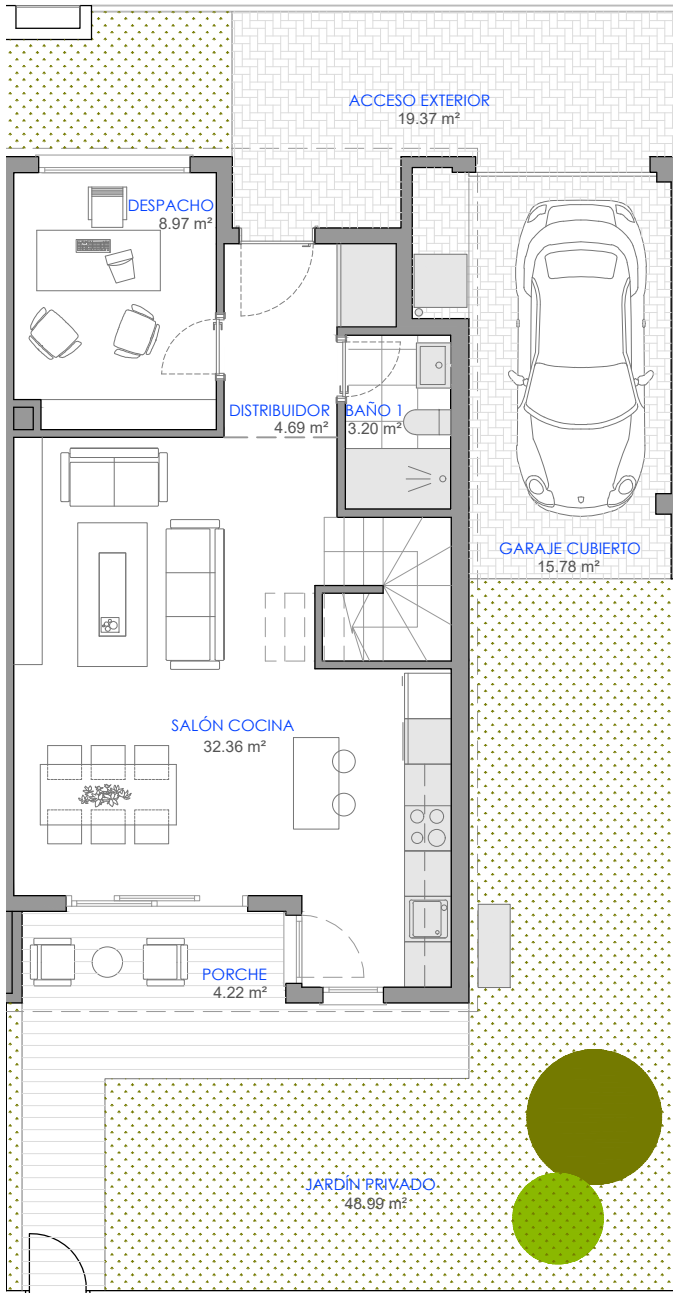 ACCESO EXTERIOR
19.37 m²
DESPACHO
8.97 m²
DISTRIBUIDOR
4.69 m²
BAÑO 1
3.20 m²
GARAJE CUBIERTO
15.78 m²
SALÓN COCINA
32.36 m²
PORCHE
4.22 m²
JARDÍN PRIVADO
48.99 m²